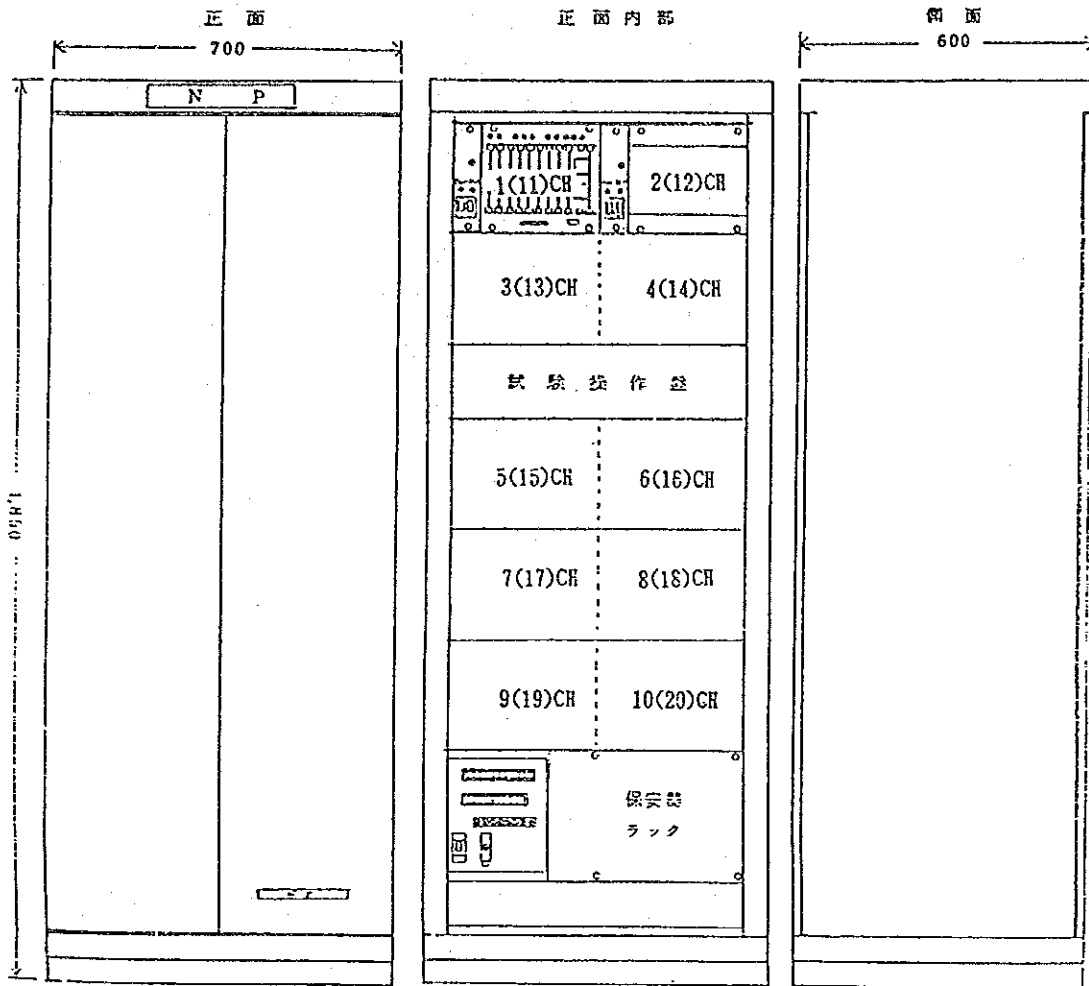 正面
正面内部
側面
700
600
N P
1(11)CH
2(12)CH
3(13)CH
4(14)CH
試験操作盤
5(15)CH
6(16)CH
7(17)CH
8(18)CH
9(19)CH
10(20)CH
保安器
ラック